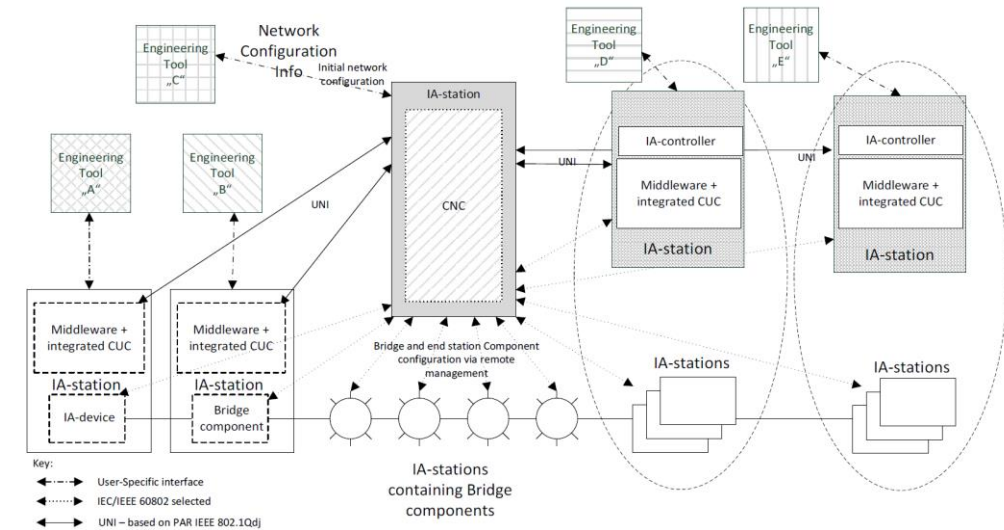 Network
Configuration
Info
Initial network
configuration
Engineering
Tool
„C“
Engineering
Tool
„D“
Engineering
Tool
„E“
Engineering
Tool
„A“
Engineering
Tool
„B“
IA-station
CNC
UNI
UNI
UNI
IA-controller
Middleware +
integrated CUC
IA-station
IA-controller
Middleware +
integrated CUC
IA-station
Middleware +
integrated CUC
IA-station
IA-device
Middleware +
integrated CUC
IA-station
Bridge
component
Bridge and end station Component
configuration via remote
management
IA-stations
IA-stations
IA-stations
containing Bridge
components
Key:
User-Specific interface
IEC/IEEE 60802 selected
UNI – based on PAR IEEE 802.1Qdj